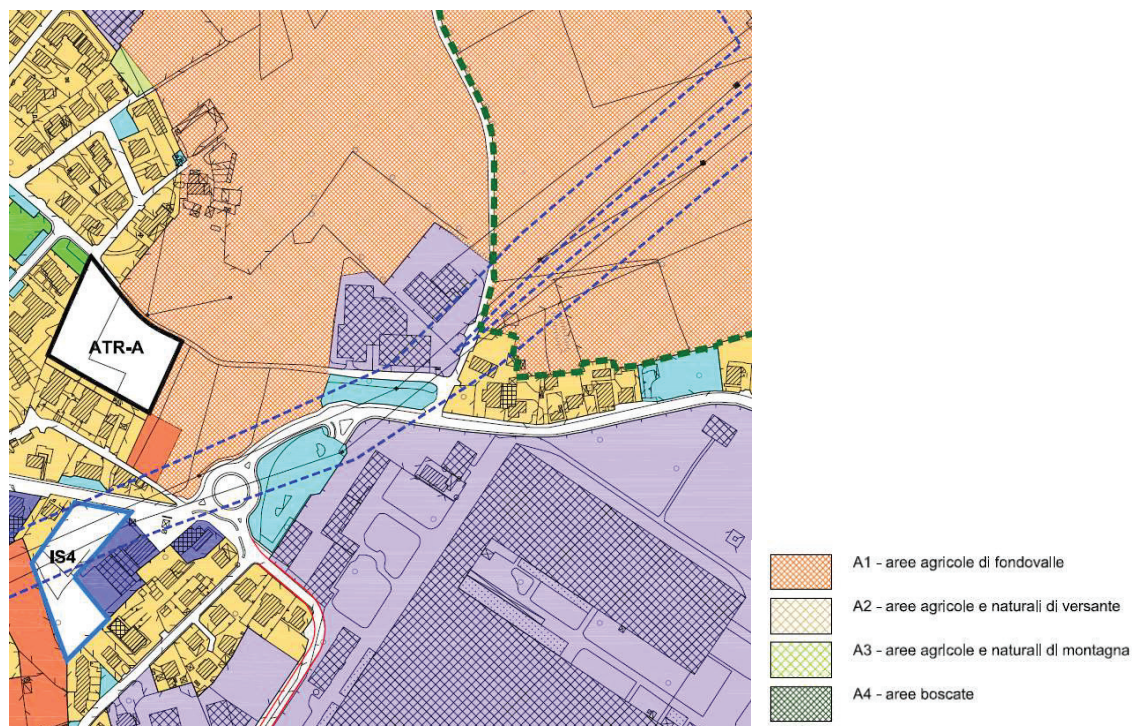 ATR-A
IS4
A1 - aree agricole di fondovalle
A2 - aree agricole e naturali di versante
A3 - aree agricole e naturali di montagna
A4 - aree boscate